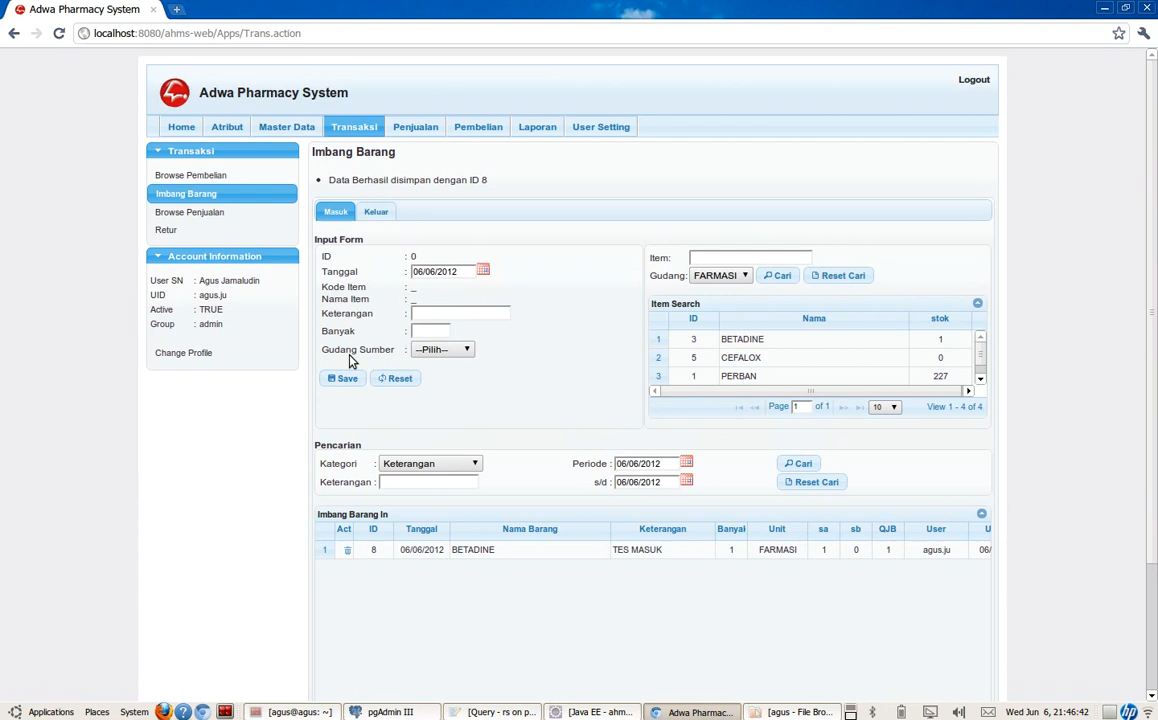 Adwa Pharmacy System
localhost:8080/ahms-web/Apps/Trans.action
Logout
Adwa Pharmacy System
Home Atribut Master Data Transaksi Penjualan Pembelian Laporan User Setting
Transaksi
Browse Pembelian
Imbang Barang
Browse Penjualan
Retur
Account Information
User SN : Agus Jamaludin
UID : agus.ju
Active : TRUE
Group : admin
Change Profile
Imbang Barang
Data Berhasil disimpan dengan ID 8
Masuk Keluar
Input Form
ID : 0
Tanggal : 06/06/2012
Kode Item : _
Nama Item : _
Keterangan :
Banyak :
Gudang Sumber : --Pilih--
Save Reset
Item:
Gudang: FARMASI Cari Reset Cari
Item Search
ID Nama stok
1 3 BETADINE 1
2 5 CEFALOX 0
3 1 PERBAN 227
Page 1 of 1 10 View 1 - 4 of 4
Pencarian
Kategori : Keterangan Periode : 06/06/2012 Cari
Keterangan : s/d : 06/06/2012 Reset Cari
Imbang Barang In
Act ID Tanggal Nama Barang Keterangan Banyak Unit sa sb QJB User U
1 8 06/06/2012 BETADINE TES MASUK 1 FARMASI 1 0 1 agus.ju 06/
Applications Places System [agus@agus: ~] pgAdmin III [Query - rs on p... [Java EE - ahm... Adwa Pharmac... [agus - File Bro... Wed Jun 6, 21:46:42